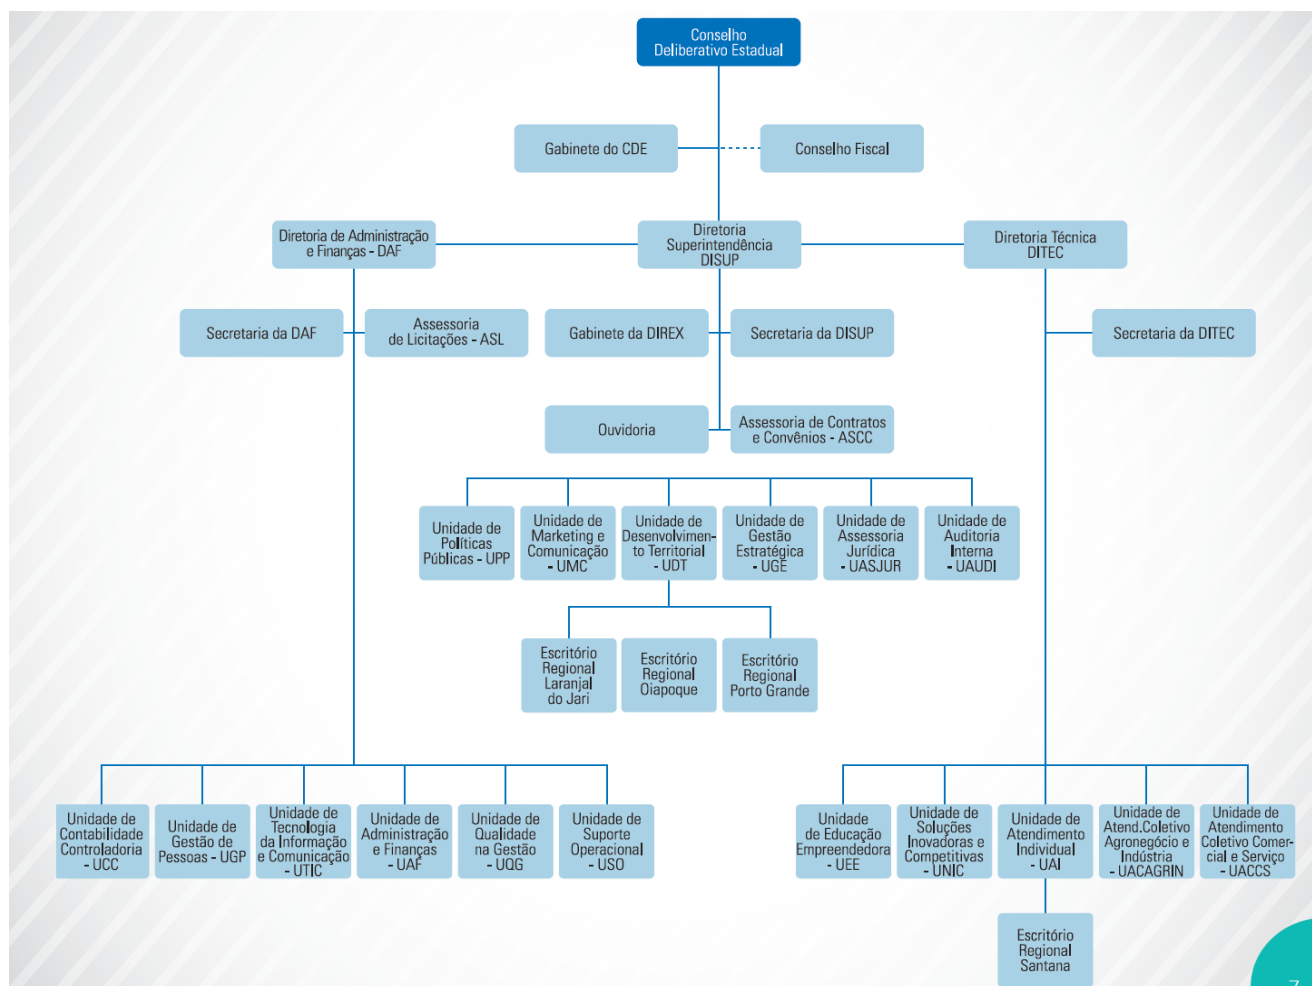 Conselho
Deliberativo Estadual
Gabinete do CDE
Conselho Fiscal
Diretoria de Administração
e Finanças - DAF
Diretoria
Superintendência
DISUP
Diretoria Técnica
DITEC
Secretaria da DAF
Assessoria
de Licitações - ASL
Gabinete da DIREX
Secretaria da DISUP
Secretaria da DITEC
Ouvidoria
Assessoria de Contratos
e Convênios - ASCC
Unidade de
Políticas
Públicas - UPP
Unidade de
Marketing e
Comunicação
- UMC
Unidade de
Desenvolvimen-
to Territorial
- UDT
Unidade de
Gestão
Estratégica
- UGE
Unidade de
Assessoria
Jurídica
- UASJUR
Unidade de
Auditoria
Interna
- UAUDI
Escritório
Regional
Laranjal
do Jari
Escritório
Regional
Oiapoque
Escritório
Regional
Porto Grande
Unidade de
Contabilidade
Controladoria
- UCC
Unidade de
Gestão de
Pessoas - UGP
Unidade de
Tecnologia
da Informação
e Comunicação
- UTIC
Unidade de
Administração
e Finanças
- UAF
Unidade de
Qualidade
na Gestão
- UQG
Unidade de
Suporte
Operacional
- USO
Unidade
de Educação
Empreendedora
- UEE
Unidade de
Soluções
Inovadoras e
Competitivas
- UNIC
Unidade de
Atendimento
Individual
- UAI
Unidade de
Atend.Coletivo
Agronegócio e
Indústria
- UACAGRIN
Unidade de
Atendimento
Coletivo Comer-
cial e Serviço
- UACCS
Escritório
Regional
Santana
7